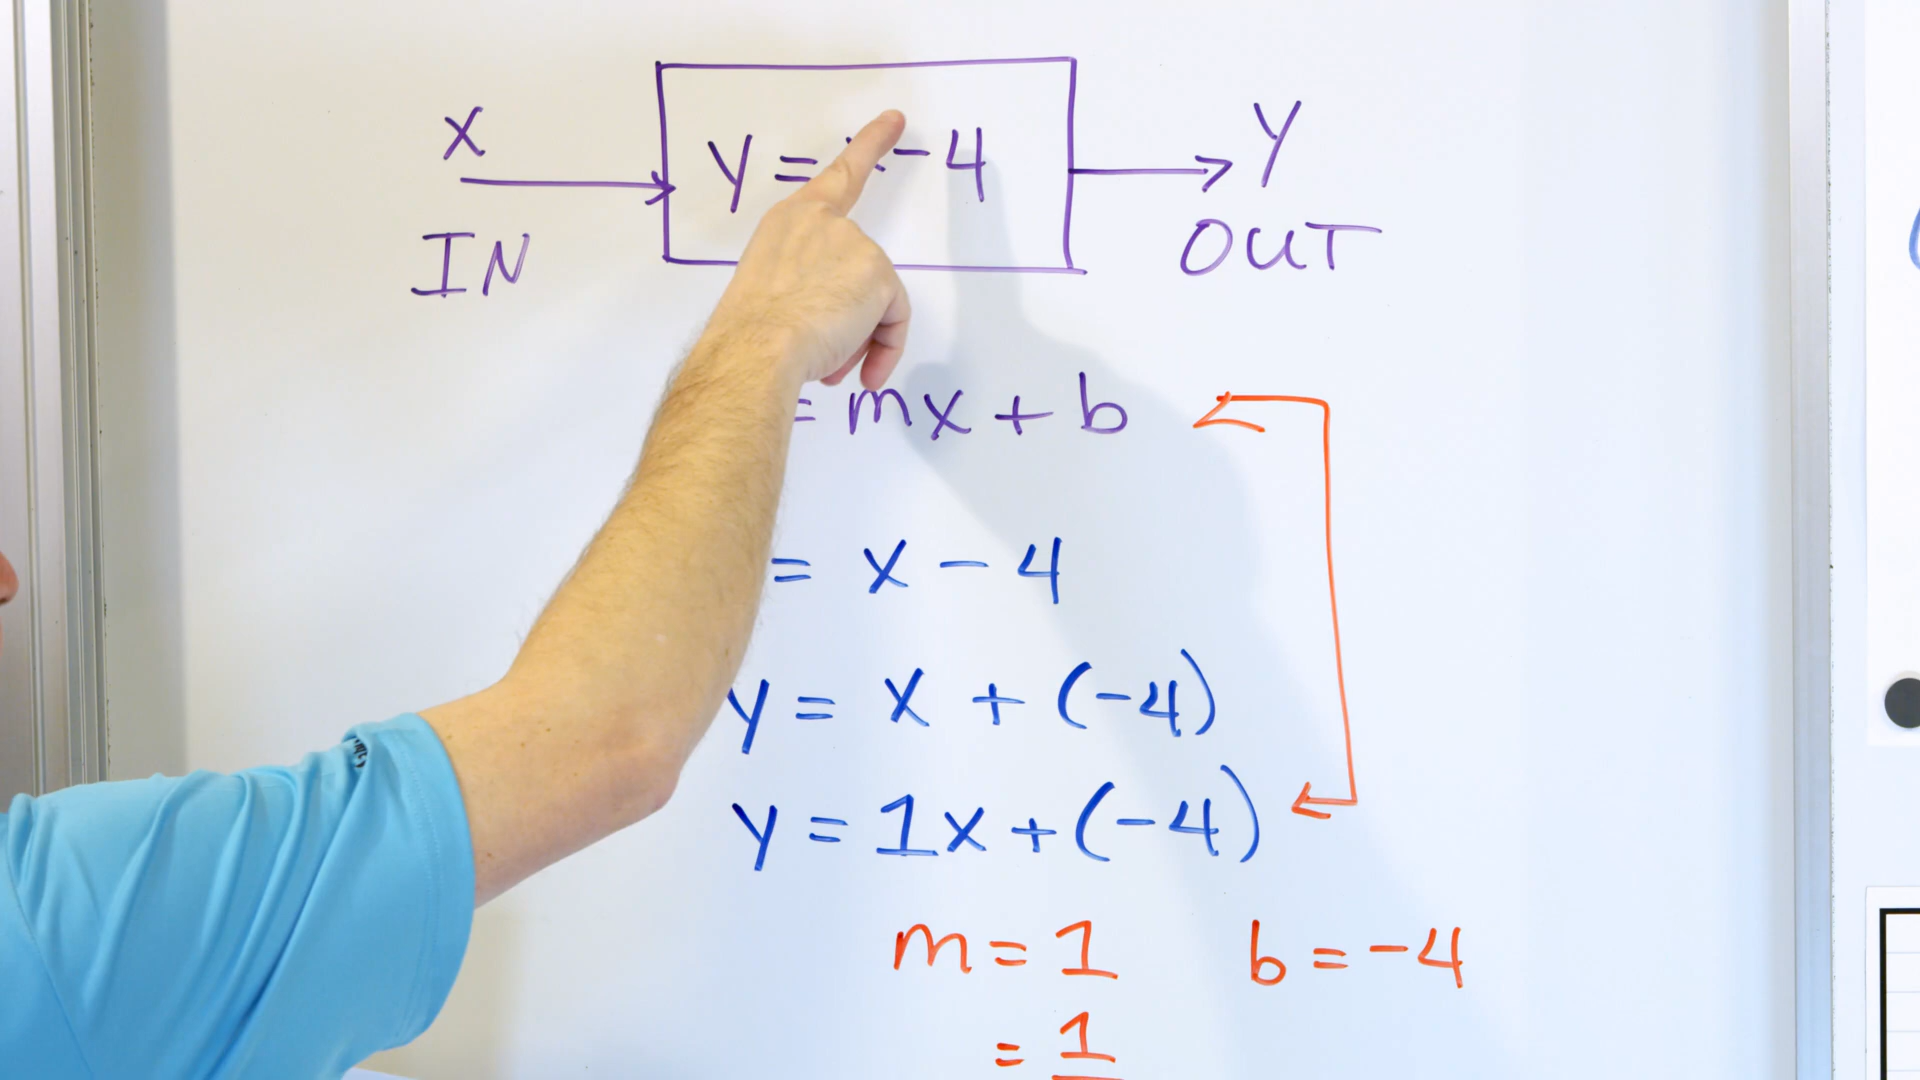 x
IN
y = x - 4
Y
OUT
= mx + b
= x - 4
y = x + (-4)
y = 1x + (-4)
m = 1 b = -4
= 1